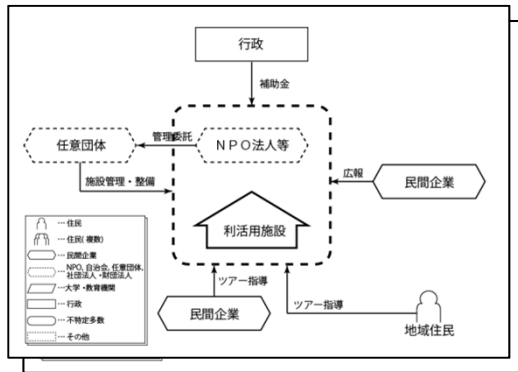 行政
補助金
管理委託
任意団体
ＮＰＯ法人等
施設管理・整備
広報
民間企業
利活用施設
ツアー指導
民間企業
ツアー指導
地域住民
…住民
…住民(複数)
…民間企業
…NPO,自治会,任意団体,
社団法人・財団法人
…大学・教育機関
…行政
…不特定多数
…その他